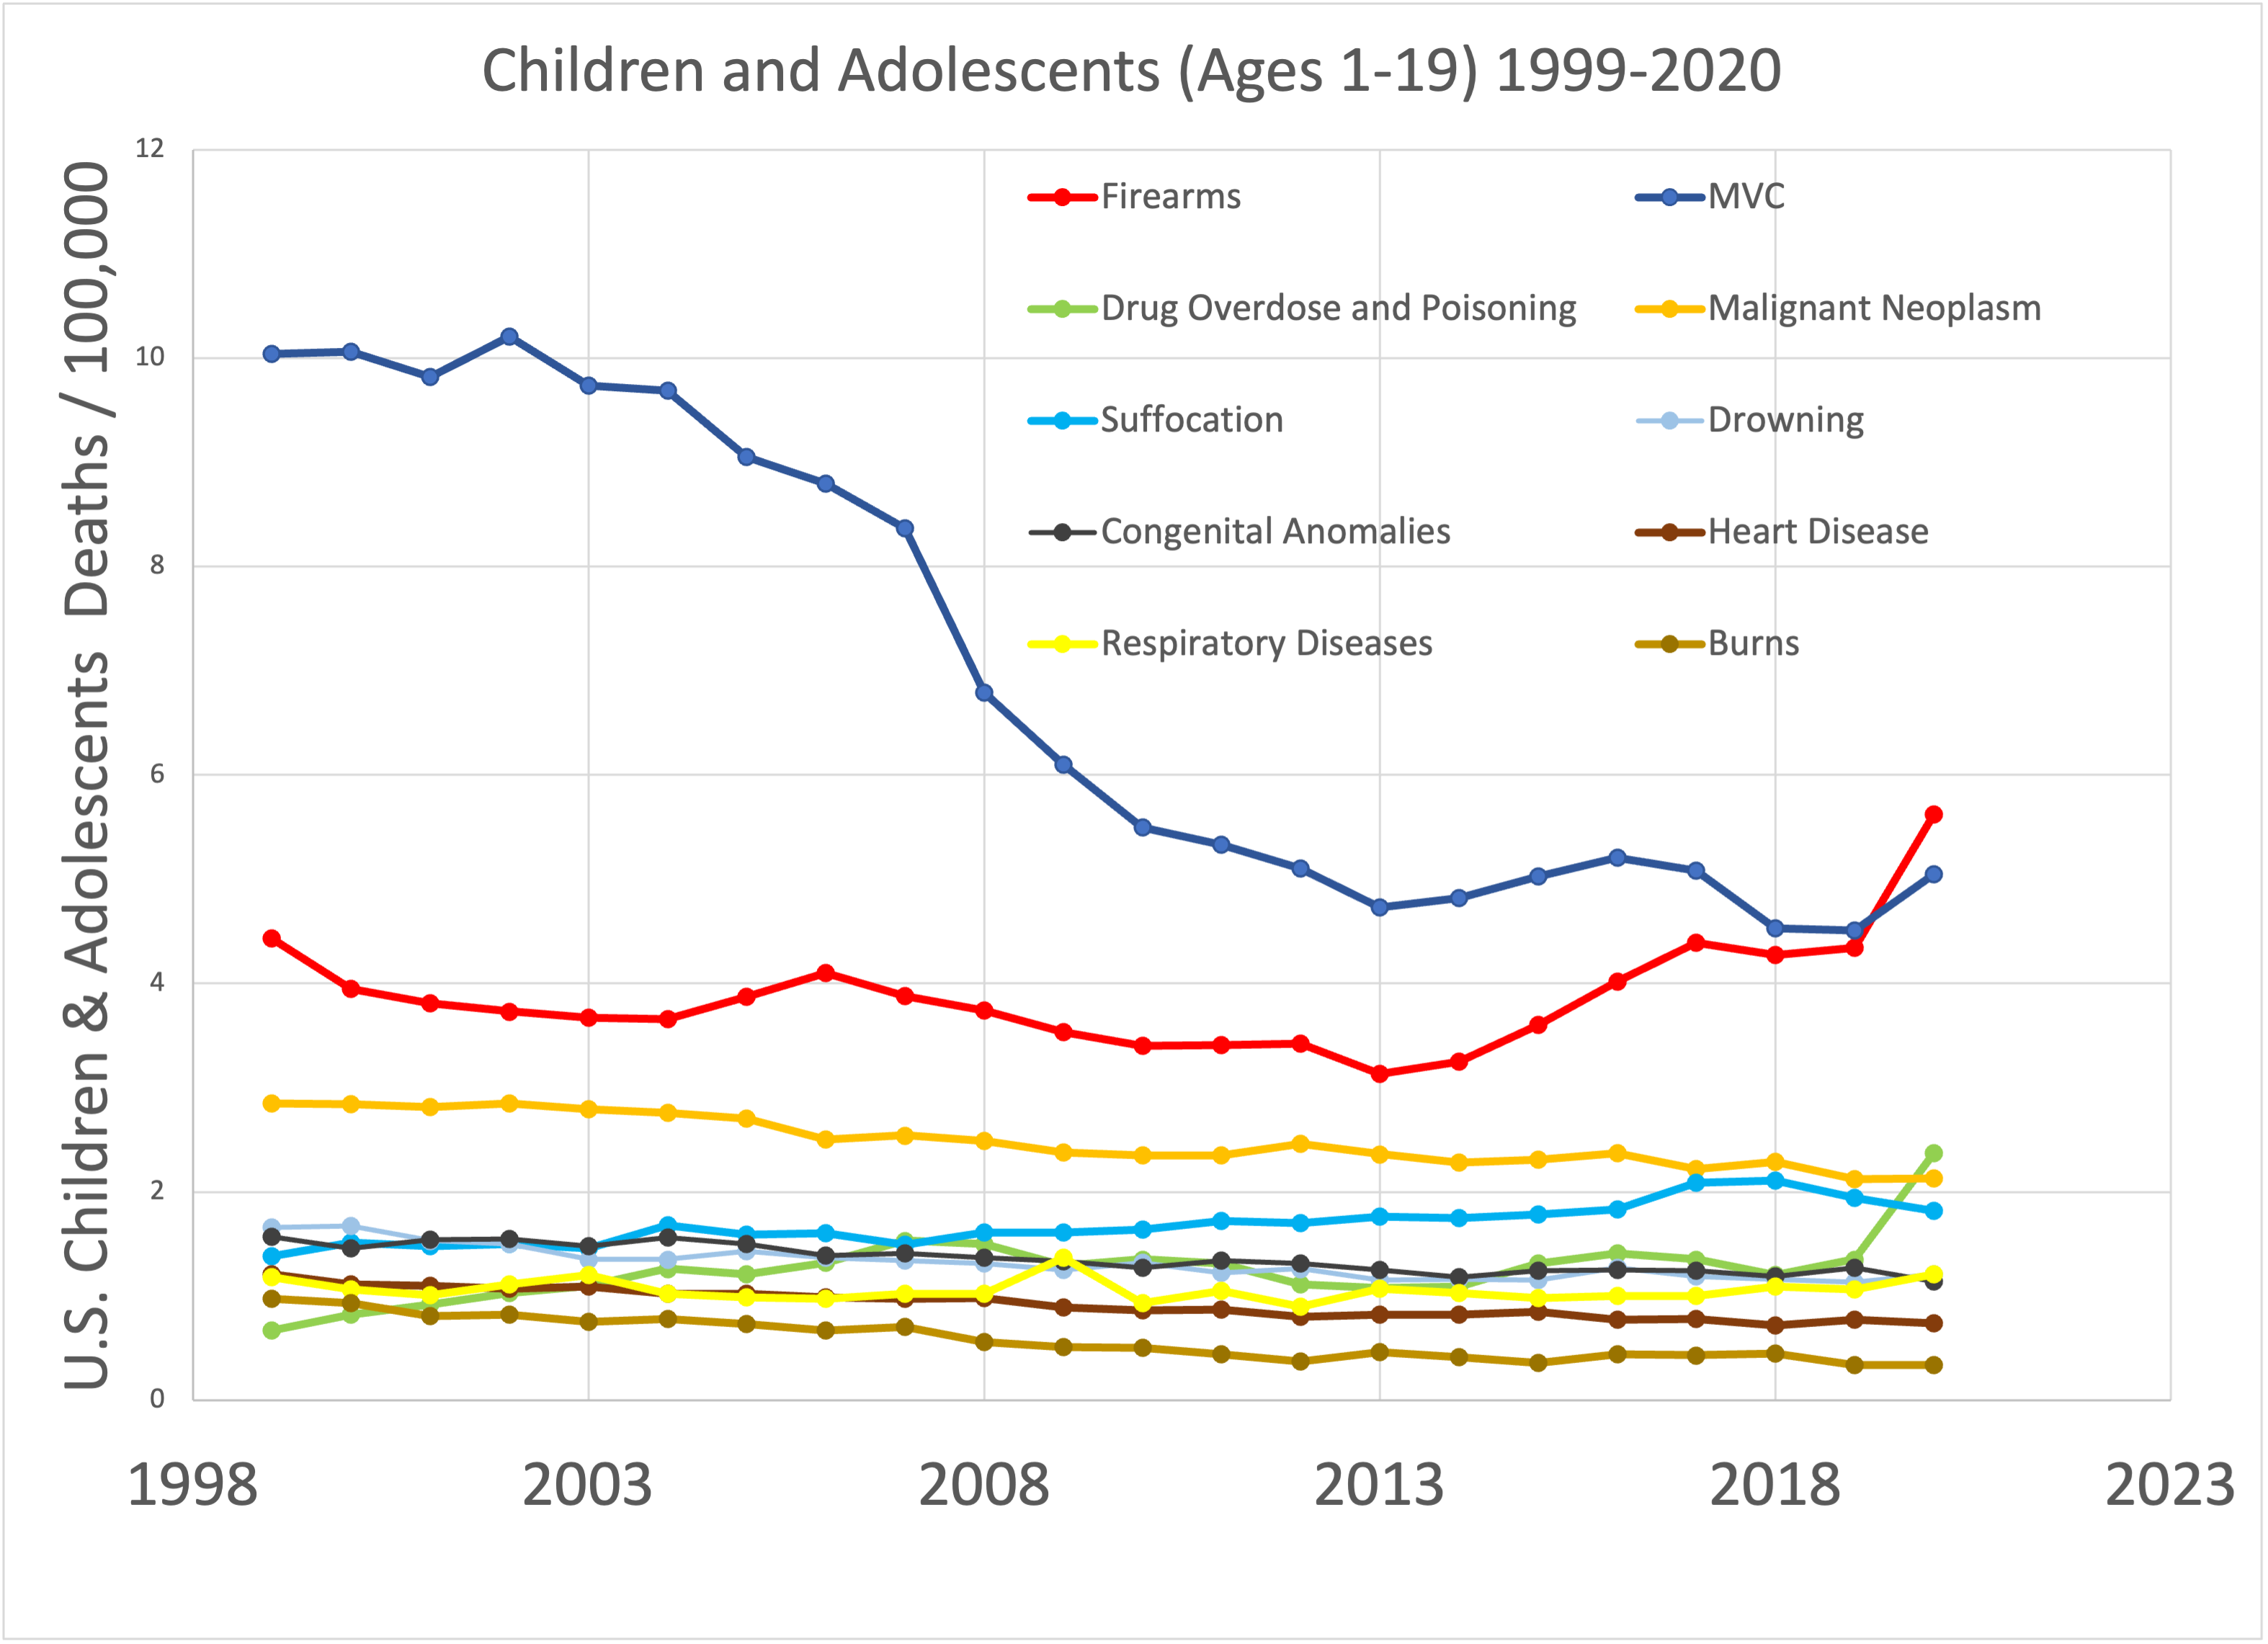 Children and Adolescents (Ages 1-19) 1999-2020
U.S. Children & Adolescents Deaths / 100,000
12
10
8
6
4
2
0
Firearms
MVC
Drug Overdose and Poisoning
Malignant Neoplasm
Suffocation
Drowning
Congenital Anomalies
Heart Disease
Respiratory Diseases
Burns
1998 2003 2008 2013 2018 2023